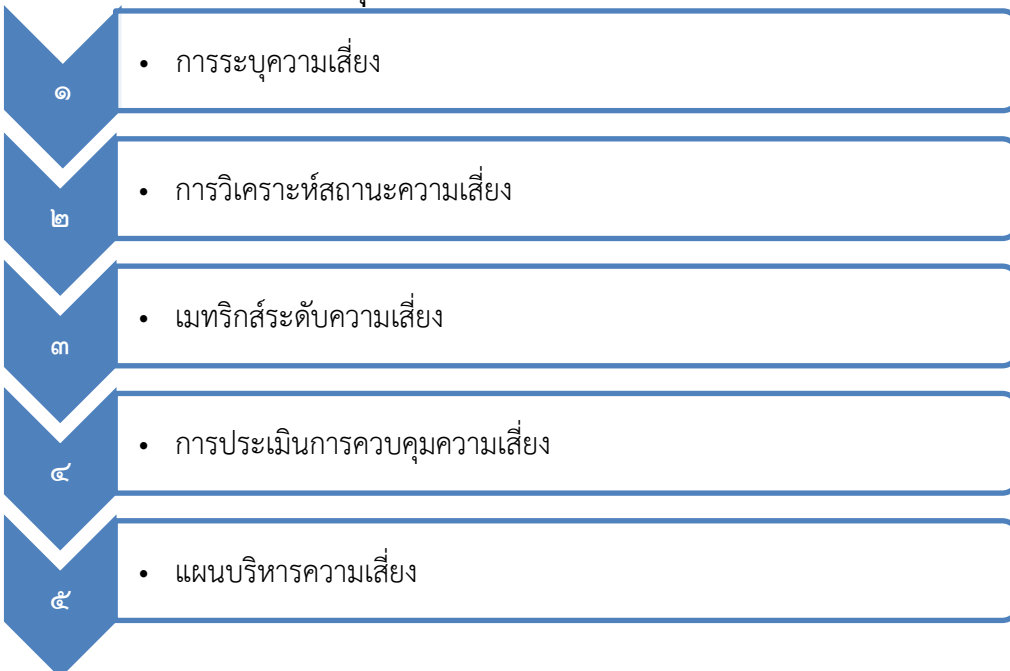 ๑
• การระบุความเสี่ยง
๒
• การวิเคราะห์สถานะความเสี่ยง
๓
• เมทริกส์ระดับความเสี่ยง
๔
• การประเมินการควบคุมความเสี่ยง
๕
• แผนบริหารความเสี่ยง